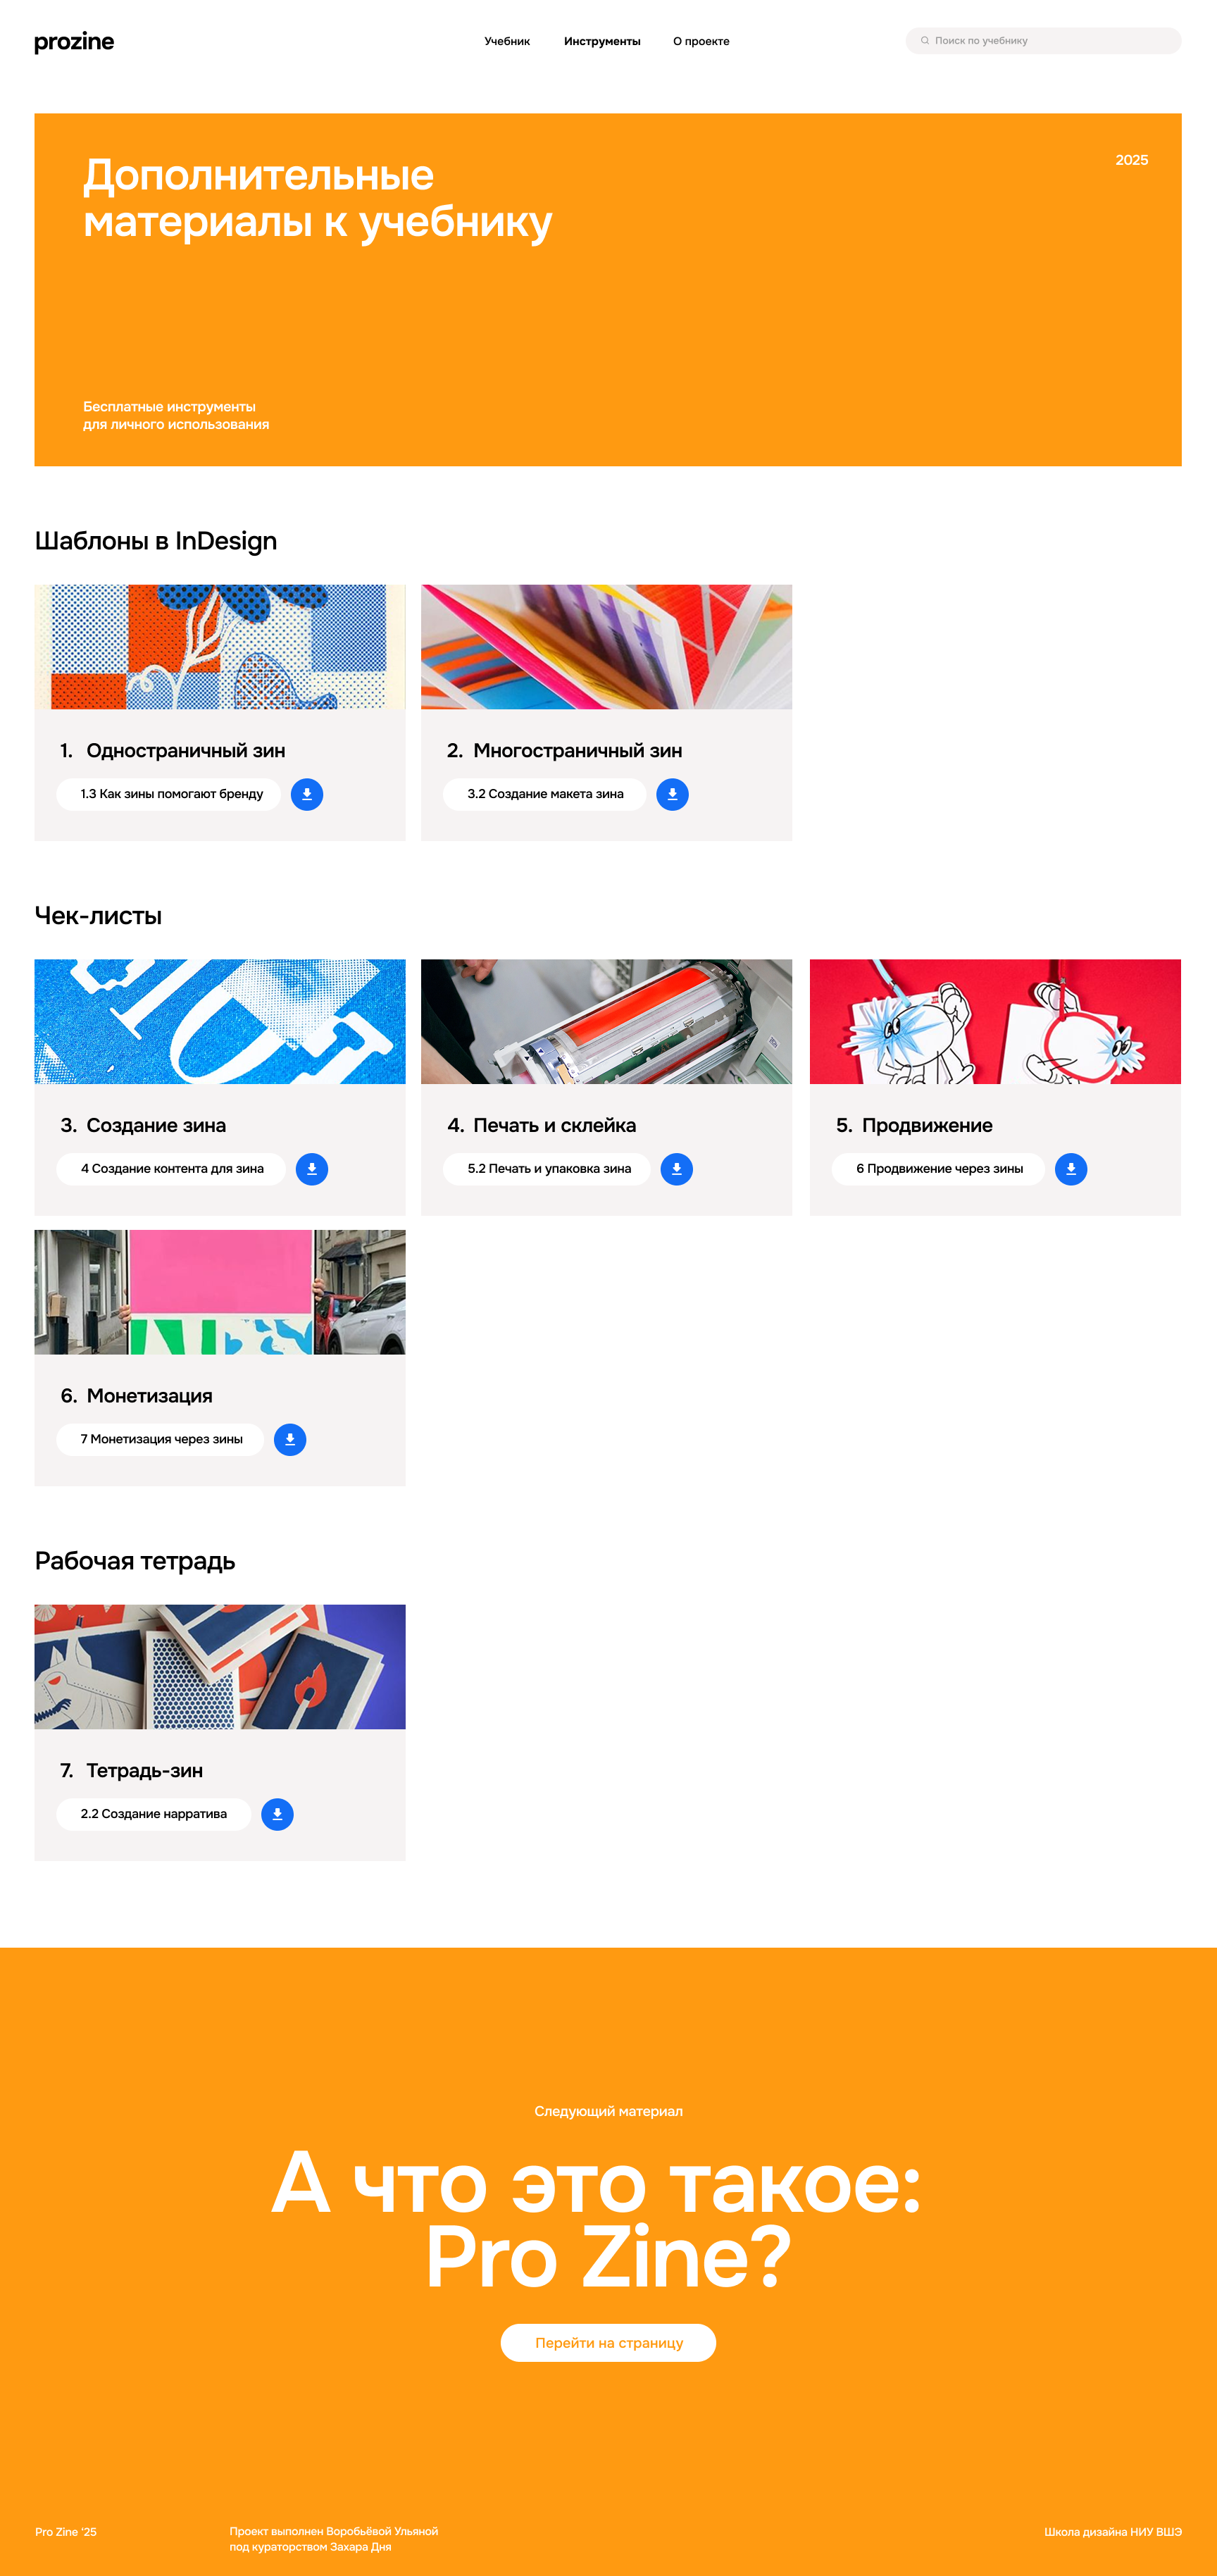 prozine
Учебник
Инструменты
О проекте
Поиск по учебнику
Дополнительные
материалы к учебнику
2025
Бесплатные инструменты
для личного использования
Шаблоны в InDesign
1. Одностраничный зин
1.3 Как зины помогают бренду
2. Многостраничный зин
3.2 Создание макета зина
Чек-листы
3. Создание зина
4 Создание контента для зина
4. Печать и склейка
5.2 Печать и упаковка зина
5. Продвижение
6 Продвижение через зины
6. Монетизация
7 Монетизация через зины
Рабочая тетрадь
7. Тетрадь-зин
2.2 Создание нарратива
Следующий материал
А что это такое:
Pro Zine?
Перейти на страницу
Pro Zine '25
Проект выполнен Воробьёвой Ульяной
под кураторством Захара Дня
Школа дизайна НИУ ВШЭ